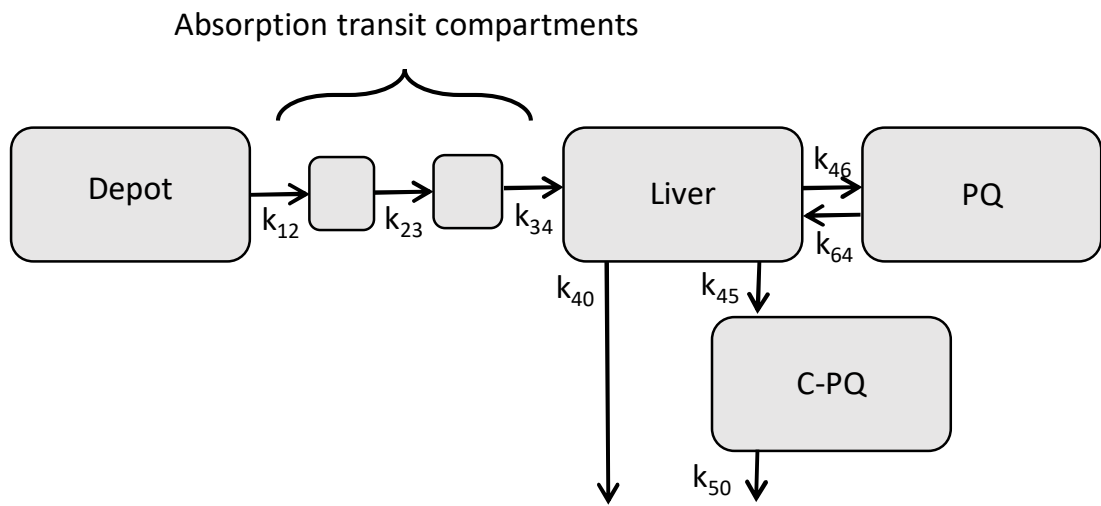 Absorption transit compartments
Depot
k12
k23
k34
Liver
k46
k64
PQ
k40
k45
C-PQ
k50